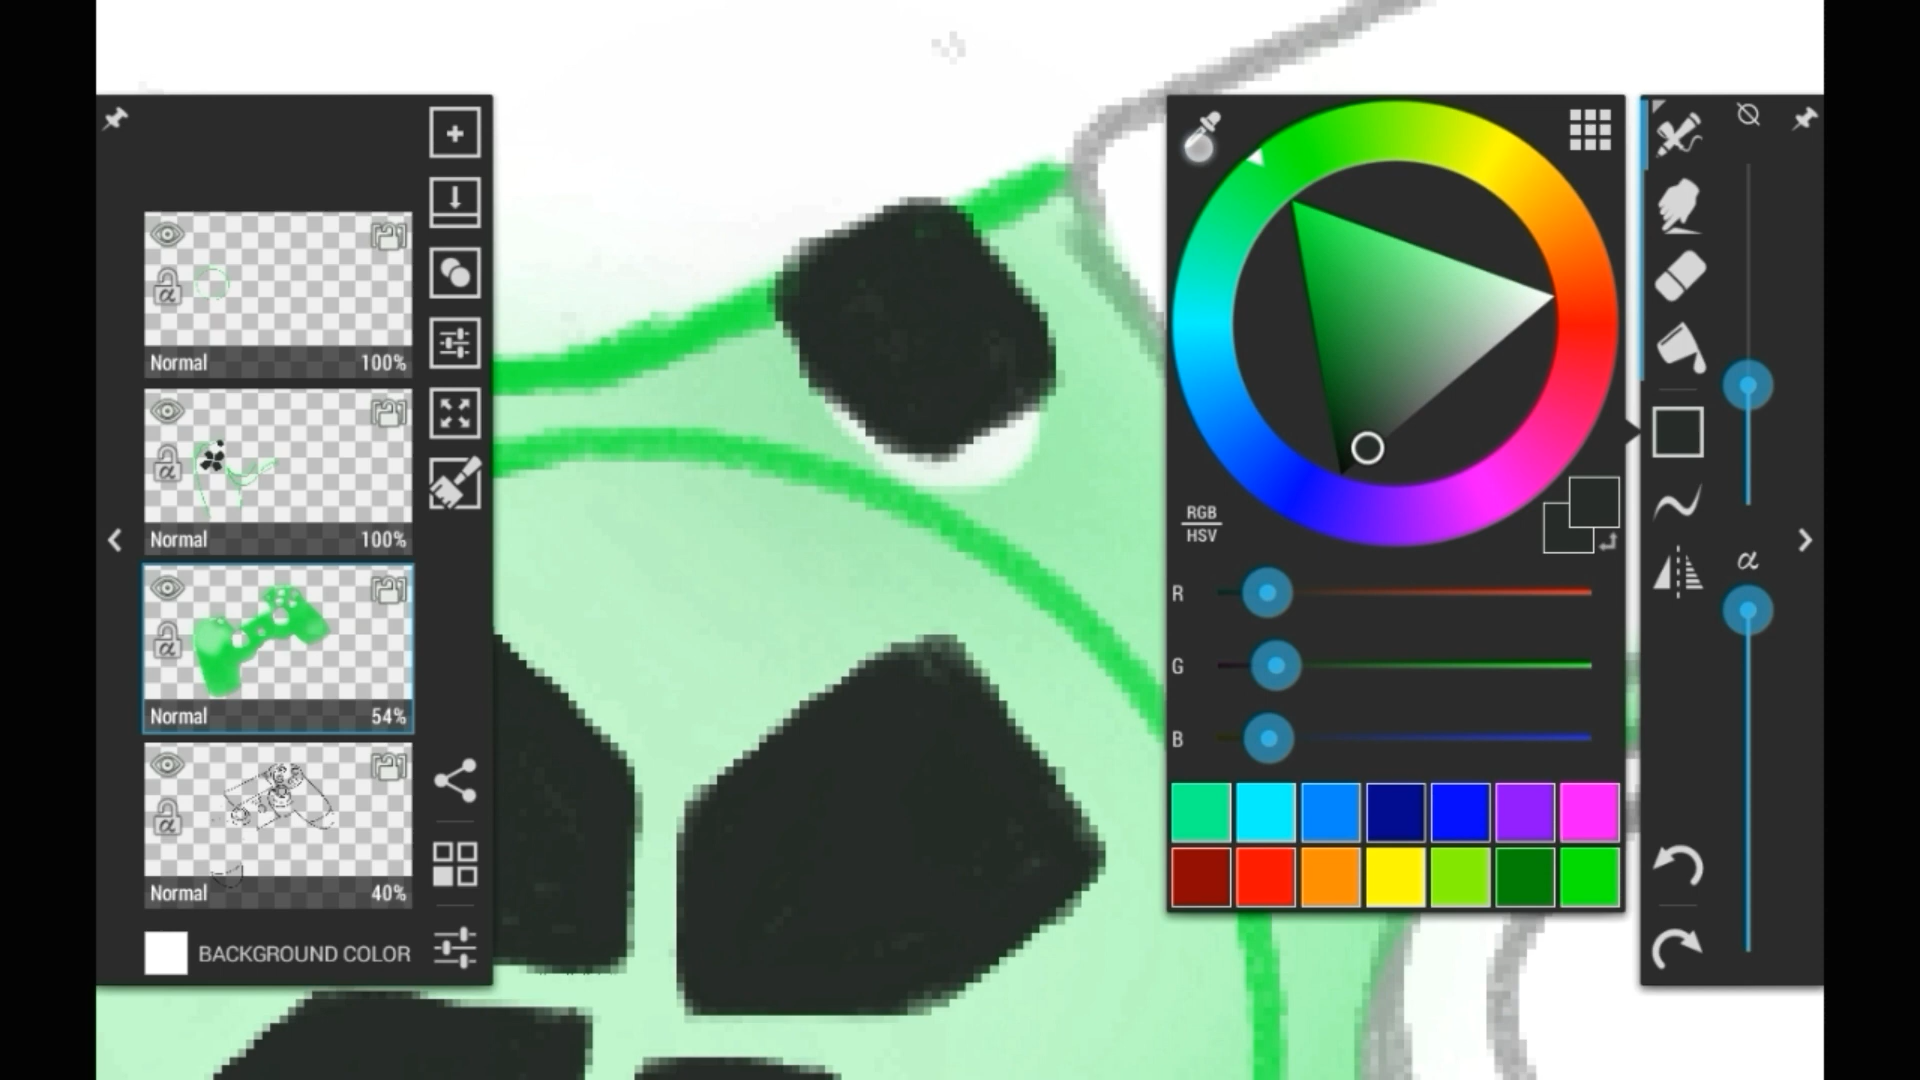 Normal 100%
Normal 100%
Normal 54%
Normal 40%
BACKGROUND COLOR
RGB
HSV
R
G
B
α
α
α
α
α